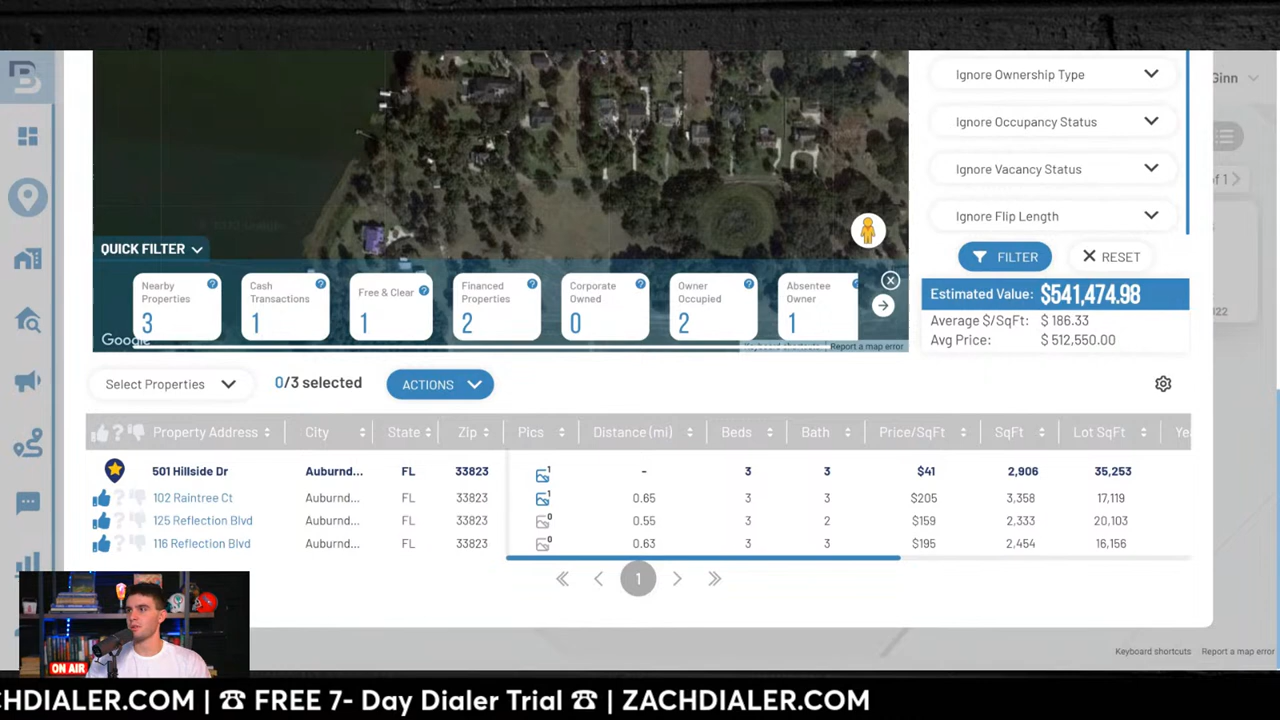 Ignore Ownership Type
Ginn
Ignore Occupancy Status
Ignore Vacancy Status
of 1
Ignore Flip Length
QUICK FILTER
FILTER
RESET
Nearby Properties 3
Cash Transactions 1
Free & Clear 1
Financed Properties 2
Corporate Owned 0
Owner Occupied 2
Absentee Owner 1
Estimated Value: $541,474.98
Average $/SqFt: $ 186.33
Avg Price: $ 512,550.00
Google
Keyboard shortcuts
Report a map error
Select Properties
0/3 selected
ACTIONS
Property Address City State Zip Pics Distance (mi) Beds Bath Price/SqFt SqFt Lot SqFt Ye
501 Hillside Dr Auburnd... FL 33823 1 - 3 3 $41 2,906 35,253
102 Raintree Ct Auburnd... FL 33823 1 0.65 3 3 $205 3,358 17,119
125 Reflection Blvd Auburnd... FL 33823 0 0.55 3 2 $159 2,333 20,103
116 Reflection Blvd Auburnd... FL 33823 0 0.63 3 3 $195 2,454 16,156
1
Keyboard shortcuts Report a map error
ON AIR
CHDIALER.COM | ☎ FREE 7- Day Dialer Trial ☎ | ZACHDIALER.COM